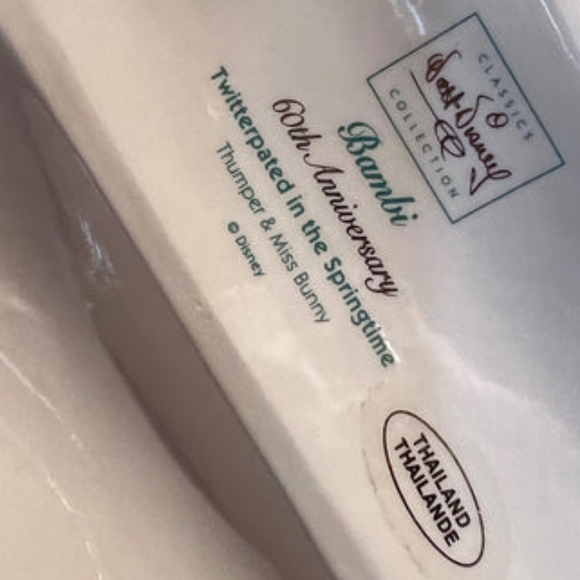 CLASSICS
Walt Disney
COLLECTION
Bambi
60th Anniversary
Twitterpated in the Springtime
Thumper & Miss Bunny
© Disney
THAILAND
THAILANDE